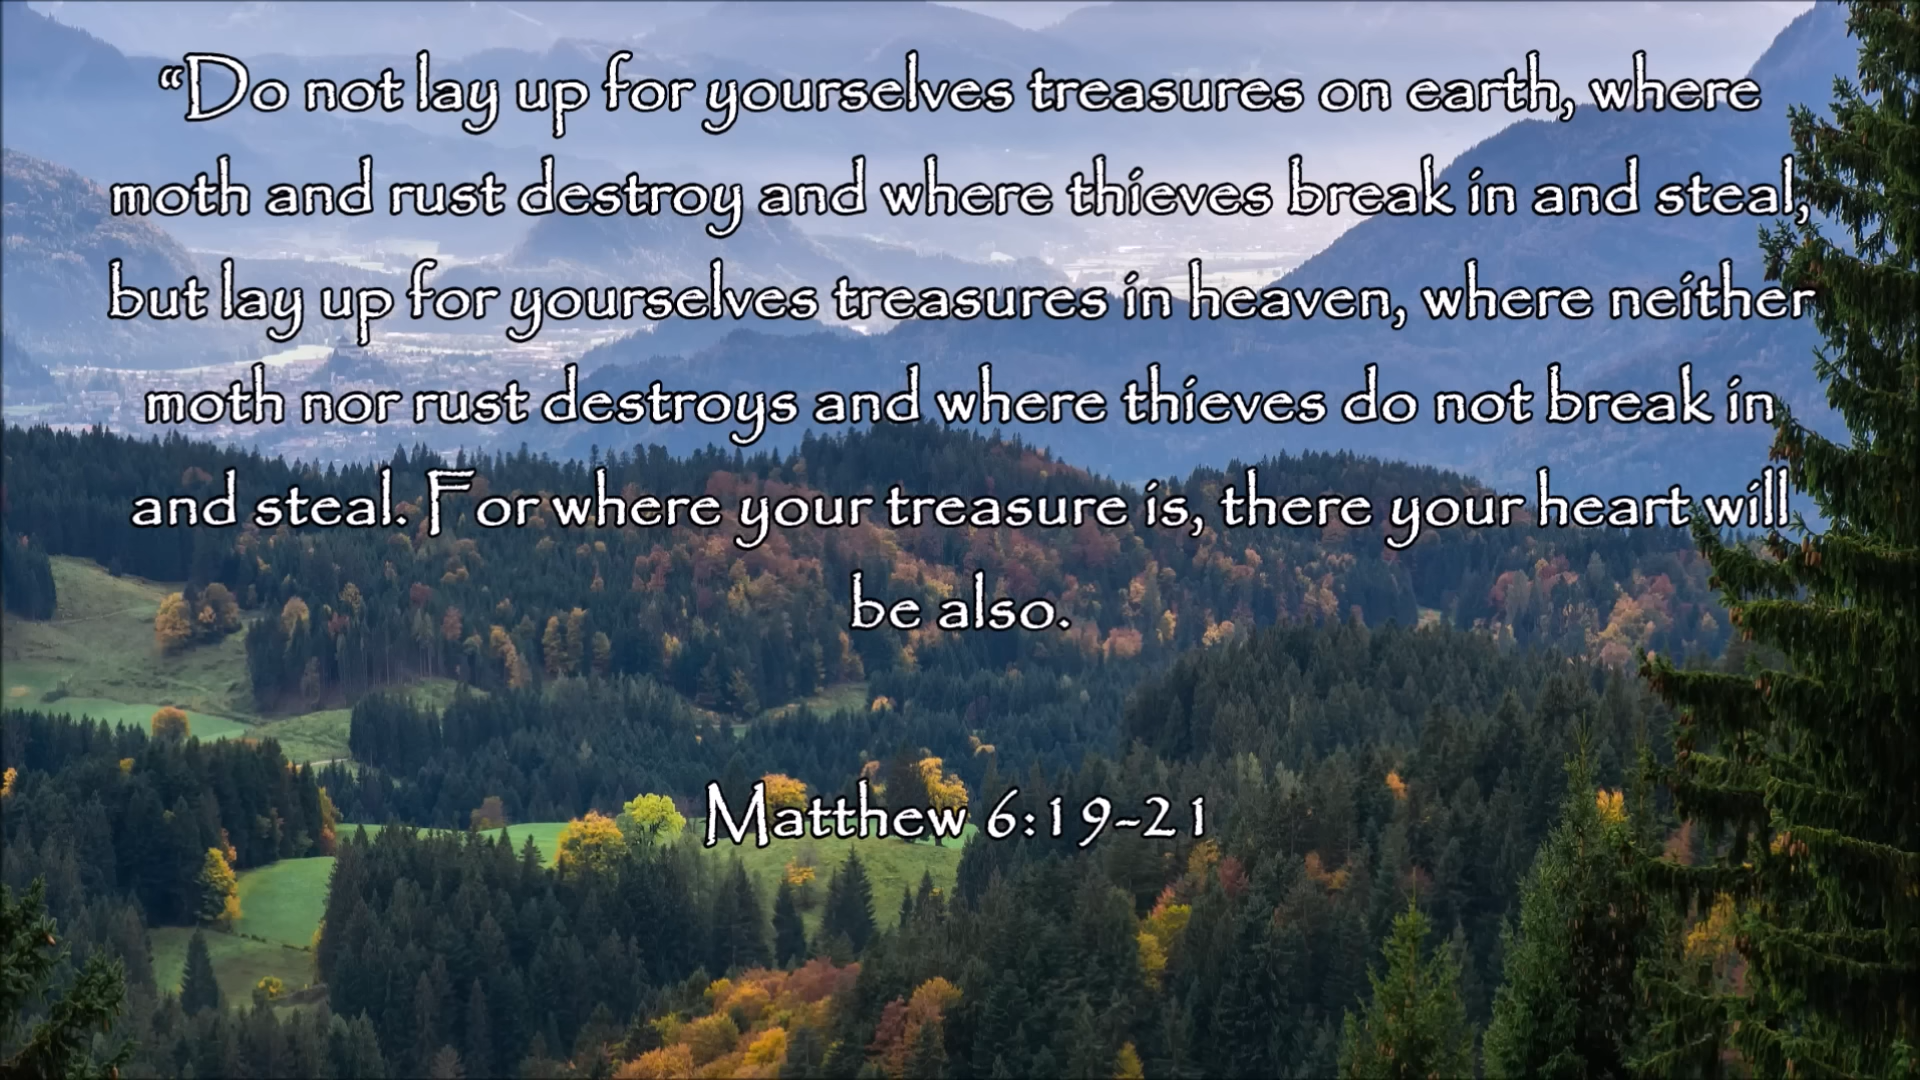 “Do not lay up for yourselves treasures on earth, where
moth and rust destroy and where thieves break in and steal,
but lay up for yourselves treasures in heaven, where neither
moth nor rust destroys and where thieves do not break in
and steal. For where your treasure is, there your heart will
be also.
Matthew 6:19-21